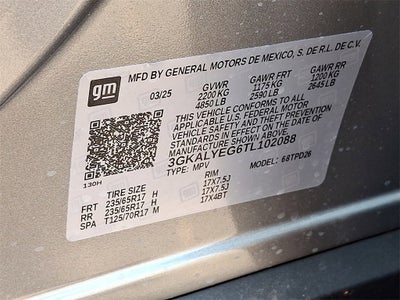 gm
MFD BY GENERAL MOTORS DE MEXICO, S. DE R.L. DE C.V.
03/25 GVWR GAWR FRT GAWR RR
2200 KG 1175 KG 1200 KG
4850 LB 2590 LB 2645 LB
THIS VEHICLE CONFORMS TO ALL
APPLICABLE U.S. FEDERAL MOTOR
VEHICLE SAFETY STANDARDS IN
EFFECT ON THE DATE OF
MANUFACTURE SHOWN ABOVE.
3GKALYEG6TL102088
TYPE: MPV MODEL: 68TPD26
130H
TIRE SIZE RIM
FRT 235/65R17 H 17X7.5J
RR 235/65R17 H 17X7.5J
SPA T125/70R17 M 17X4BT